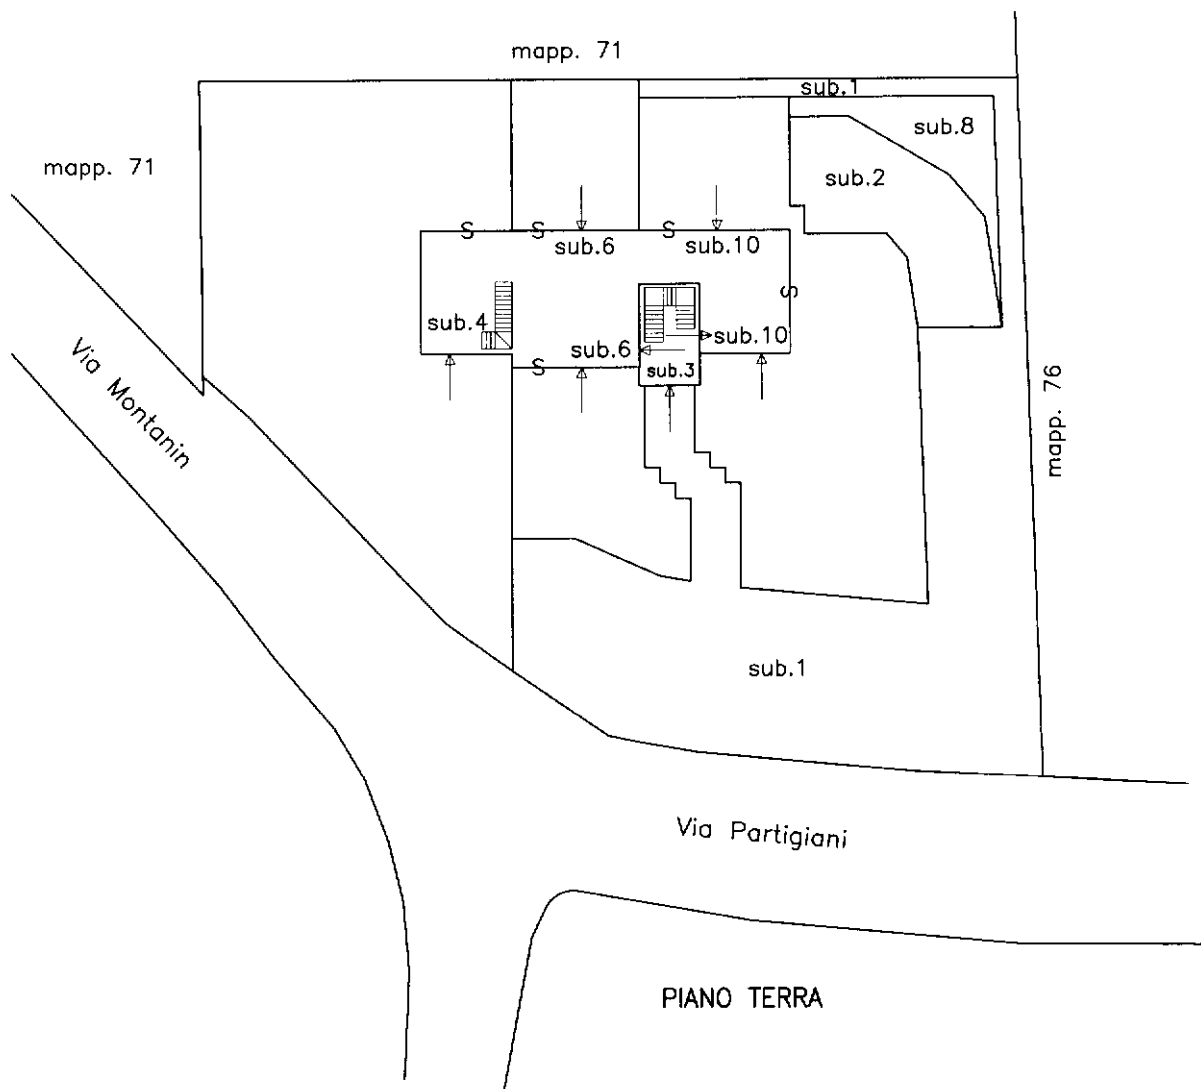 mapp. 71
sub.1
sub.8
mapp. 71
sub.2
S
S
S
sub.6
sub.10
S
sub.4
sub.10
sub.6
sub.3
S
Via Montanin
mapp. 76
sub.1
Via Partigiani
PIANO TERRA